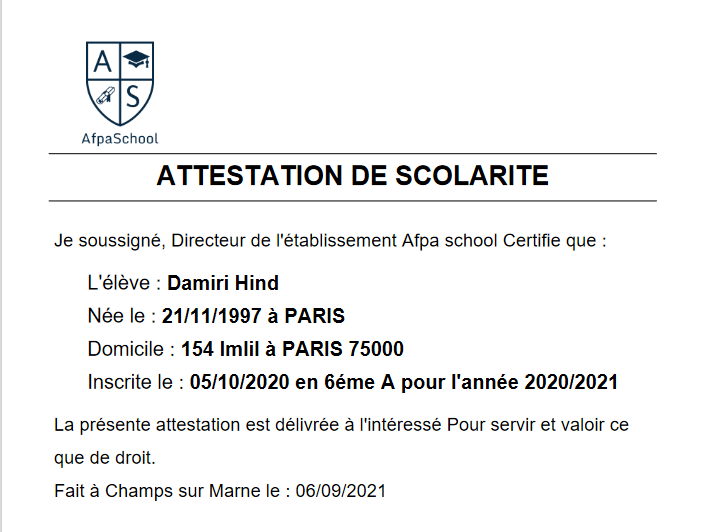 A
S
AfpaSchool
ATTESTATION DE SCOLARITE
Je soussigné, Directeur de l'établissement Afpa school Certifie que :
L'élève : Damiri Hind
Née le : 21/11/1997 à PARIS
Domicile : 154 Imlil à PARIS 75000
Inscrite le : 05/10/2020 en 6éme A pour l'année 2020/2021
La présente attestation est délivrée à l'intéressé Pour servir et valoir ce
que de droit.
Fait à Champs sur Marne le : 06/09/2021